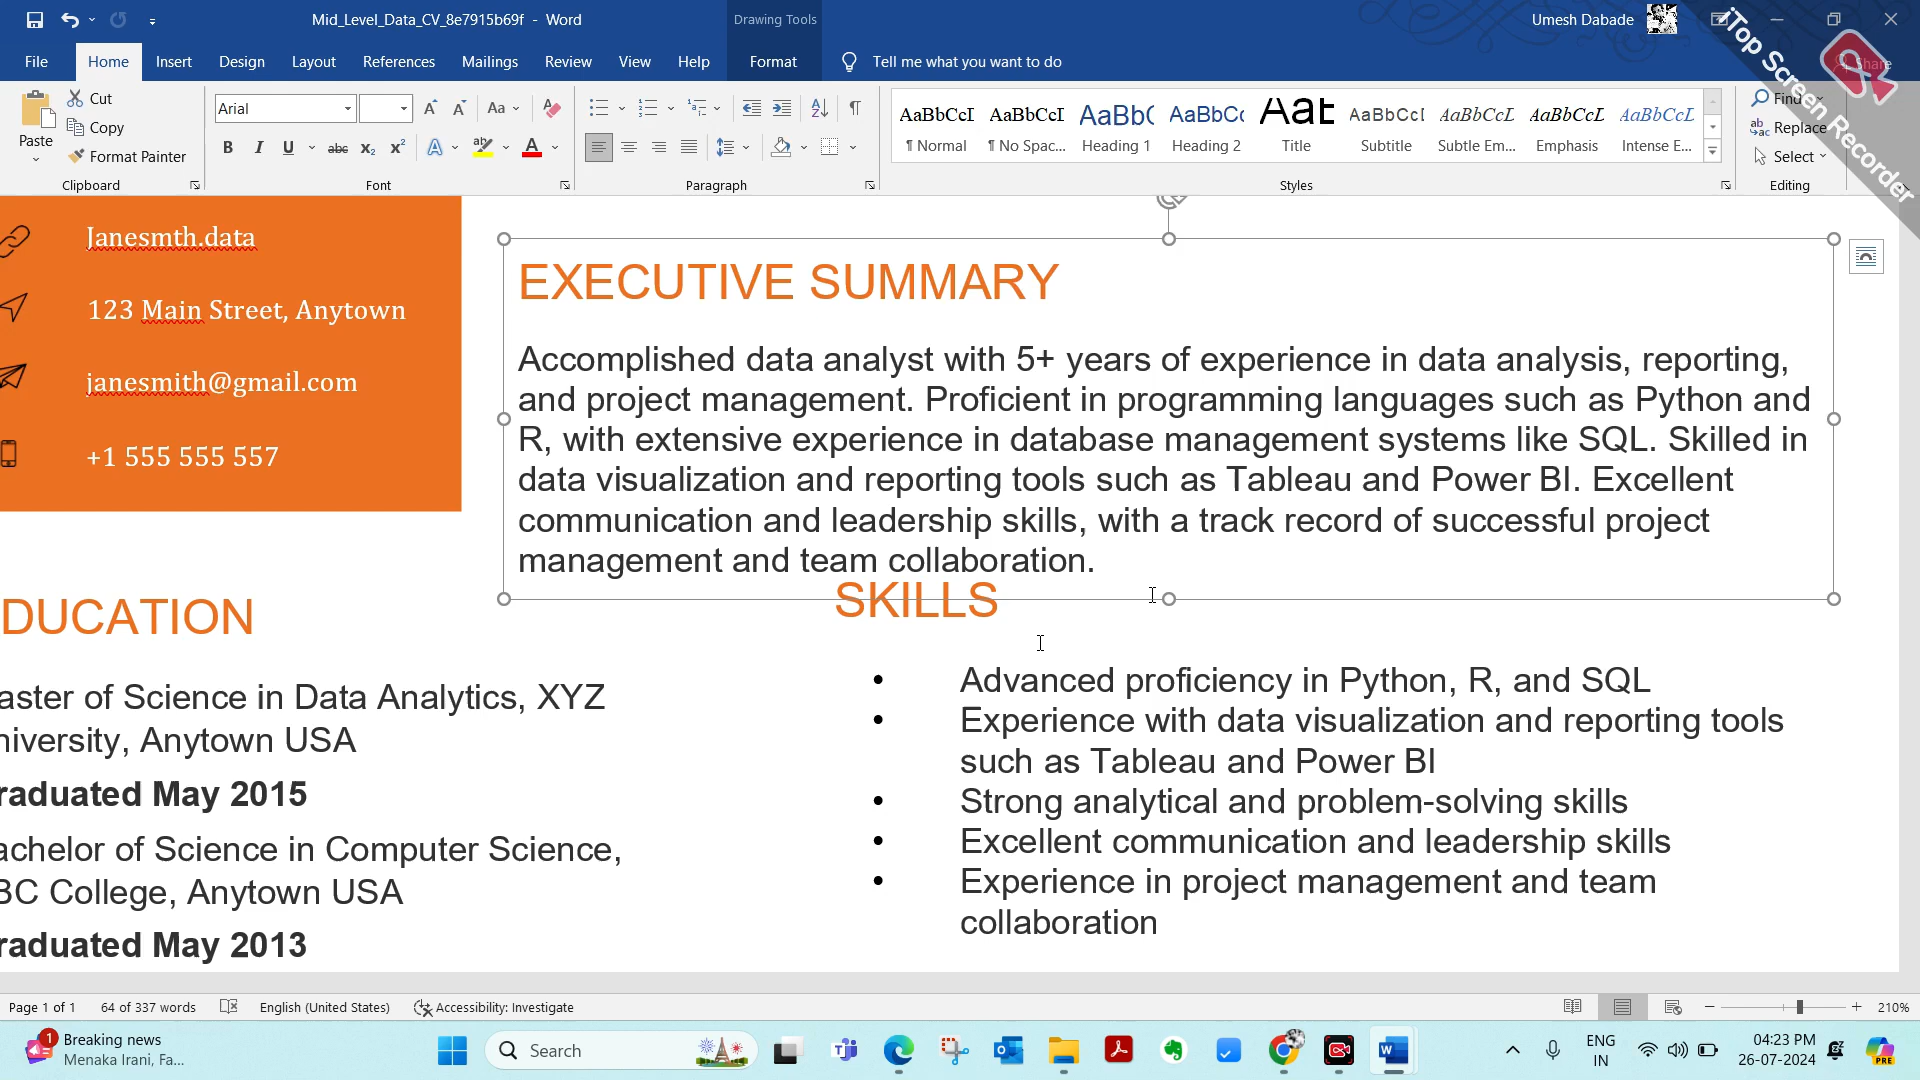 Mid_Level_Data_CV_8e7915b69f - Word
Drawing Tools
Umesh Dabade
iTop Screen Recorder
File Home Insert Design Layout References Mailings Review View Help Format Tell me what you want to do Share
Paste
Cut
Copy
Format Painter
Clipboard
Arial
Aa
B I U abc x₂ x² A ab A
Font
Paragraph
AaBbCcI AaBbCcI AaBbC AaBbCc AaB AaBbCcI AaBbCcL AaBbCcL AaBbCcL
¶ Normal ¶ No Spac... Heading 1 Heading 2 Title Subtitle Subtle Em... Emphasis Intense E...
Styles
Find
Replace
Select
Editing
Janesmth.data
123 Main Street, Anytown
janesmith@gmail.com
+1 555 555 557
EXECUTIVE SUMMARY
Accomplished data analyst with 5+ years of experience in data analysis, reporting,
and project management. Proficient in programming languages such as Python and
R, with extensive experience in database management systems like SQL. Skilled in
data visualization and reporting tools such as Tableau and Power BI. Excellent
communication and leadership skills, with a track record of successful project
management and team collaboration.
DUCATION
aster of Science in Data Analytics, XYZ
niversity, Anytown USA
raduated May 2015
achelor of Science in Computer Science,
BC College, Anytown USA
raduated May 2013
SKILLS
• Advanced proficiency in Python, R, and SQL
• Experience with data visualization and reporting tools
such as Tableau and Power BI
• Strong analytical and problem-solving skills
• Excellent communication and leadership skills
• Experience in project management and team
collaboration
Page 1 of 1 64 of 337 words English (United States) Accessibility: Investigate 210%
1
Breaking news
Menaka Irani, Fa...
Search
ENG
IN
04:23 PM
26-07-2024
PRE